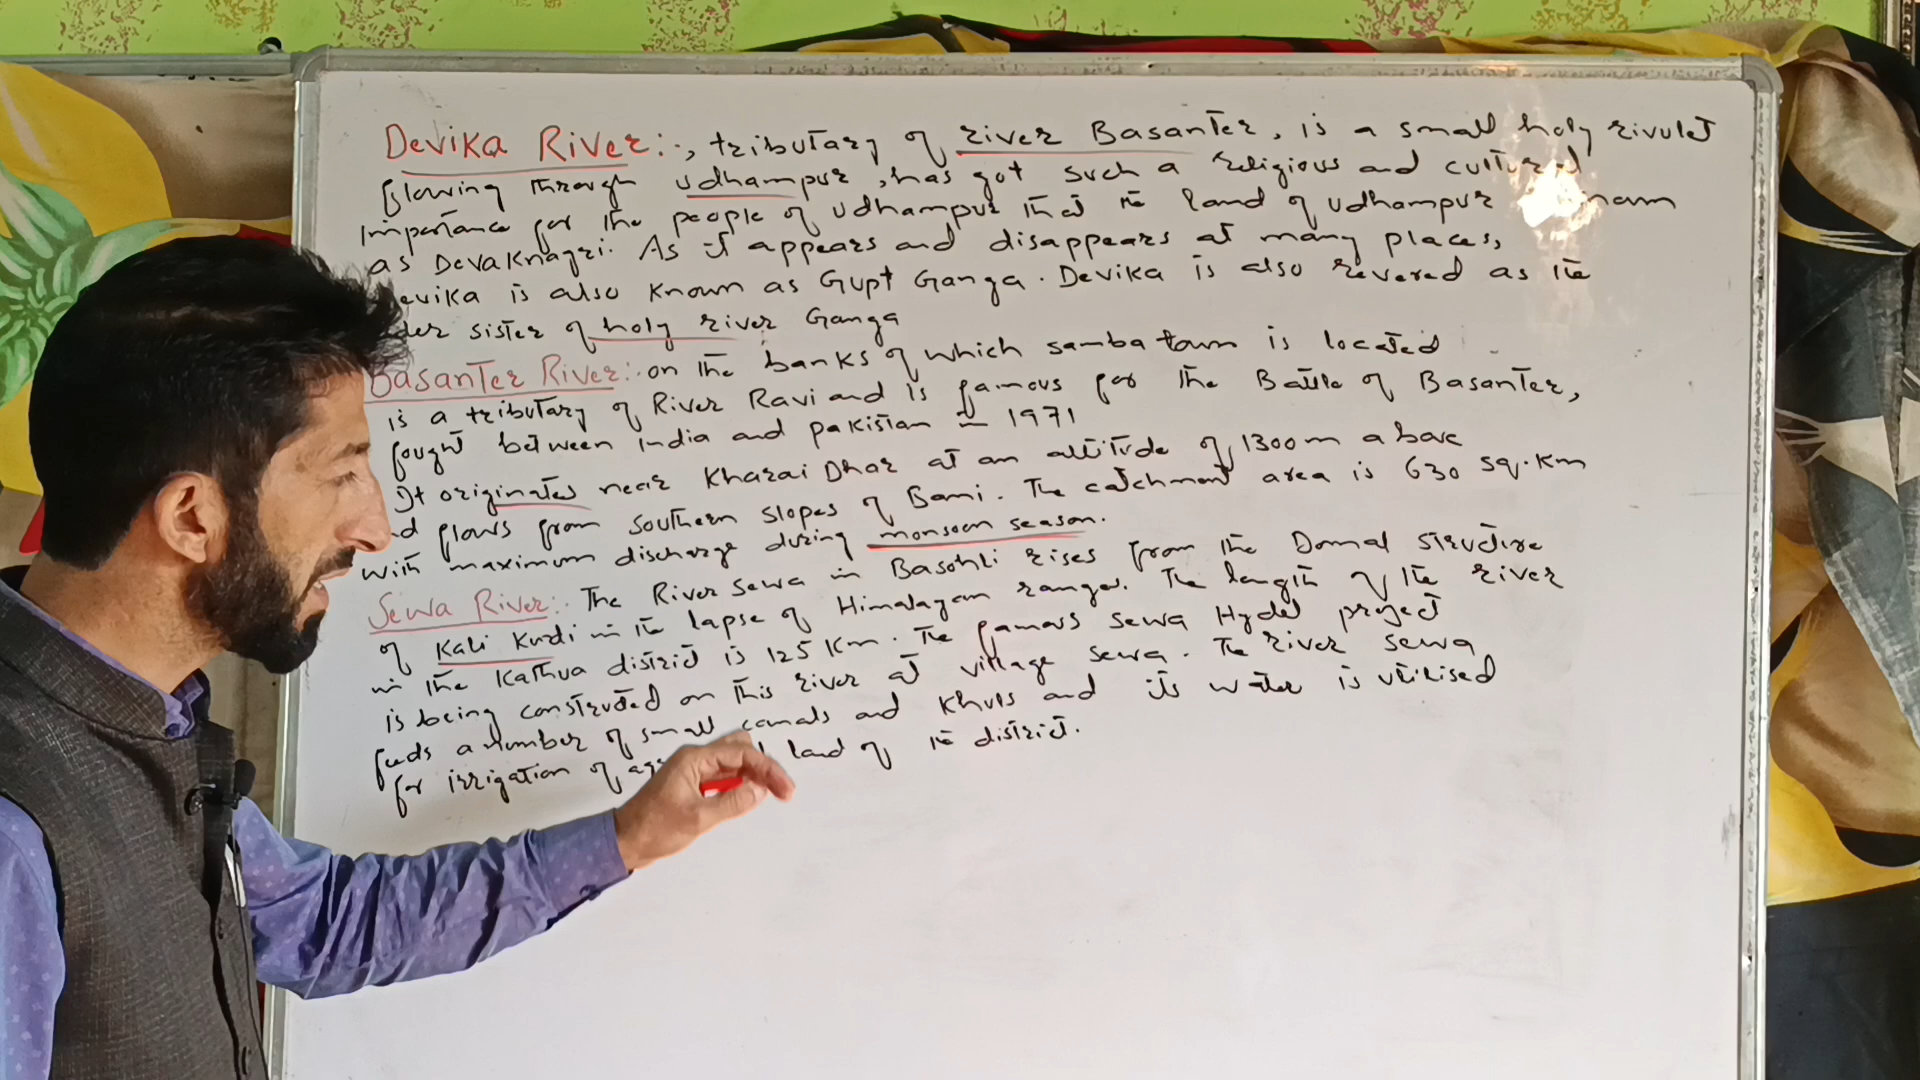 Devika River:-, tributary of river Basanter, is a small holy rivulet
flowing through Udhampur, has got such a religious and cultural
importance for the people of Udhampur that the land of Udhampur
as Devaknagri. As it appears and disappears at many places,
Devika is also known as Gupt Ganga. Devika is also revered as the
sister of holy river Ganga
Basanter River:- on the banks of which samba town is located
is a tributary of River Ravi and is famous for the Battle of Basanter,
fought between India and pakistan in 1971
It originates near Kharai Dhar at an altitude of 1300m above
flows from southern slopes of Bami. The catchment area is 630 sq.km
with maximum discharge during monsoon season.
Sewa River:- The River sewa in Basohli rises from the Domal structure
of Kali Kundi in the lapse of Himalayan ranges. The length of the river
in the Kathua district is 125 km. The famous sewa Hydel project
is being constructed on this river at village sewa. The river sewa
feeds a number of small canals and khuls and its water is utilised
for irrigation of land of the district.